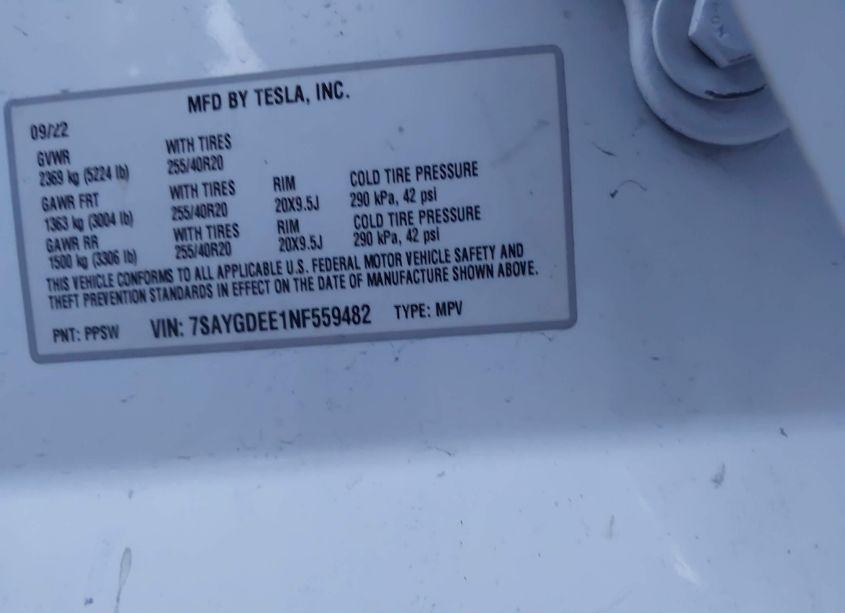 MFD BY TESLA, INC.
09/22
GVWR WITH TIRES
2369 kg (5224 lb) 255/40R20
GAWR FRT WITH TIRES RIM COLD TIRE PRESSURE
1363 kg (3004 lb) 255/40R20 20X9.5J 290 kPa, 42 psi
GAWR RR WITH TIRES RIM COLD TIRE PRESSURE
1500 kg (3306 lb) 255/40R20 20X9.5J 290 kPa, 42 psi
THIS VEHICLE CONFORMS TO ALL APPLICABLE U.S. FEDERAL MOTOR VEHICLE SAFETY AND
THEFT PREVENTION STANDARDS IN EFFECT ON THE DATE OF MANUFACTURE SHOWN ABOVE.
PNT: PPSW VIN: 7SAYGDEE1NF559482 TYPE: MPV